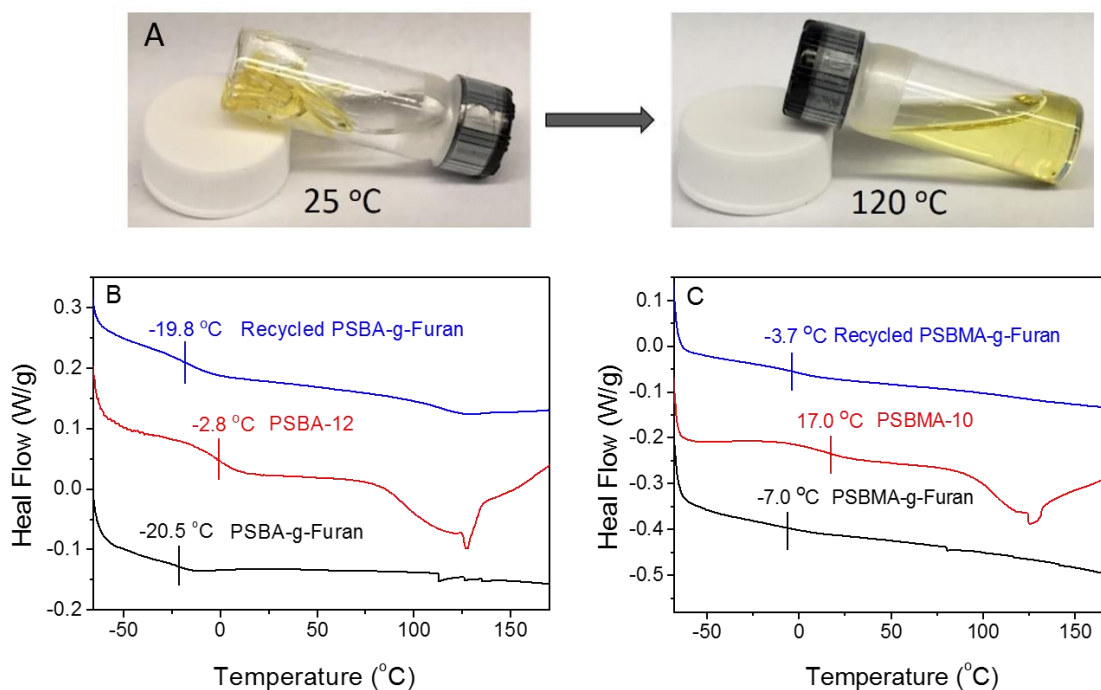 A
25 °C
120 °C
B
-19.8 °C Recycled PSBA-g-Furan
-2.8 °C PSBA-12
-20.5 °C PSBA-g-Furan
0.3
0.2
0.1
0.0
-0.1
-0.2
Heal Flow (W/g)
-50 0 50 100 150
Temperature (°C)
C
-3.7 °C Recycled PSBMA-g-Furan
17.0 °C PSBMA-10
-7.0 °C PSBMA-g-Furan
0.1
0.0
-0.1
-0.2
-0.3
-0.4
-0.5
Heal Flow (W/g)
-50 0 50 100 150
Temperature (°C)